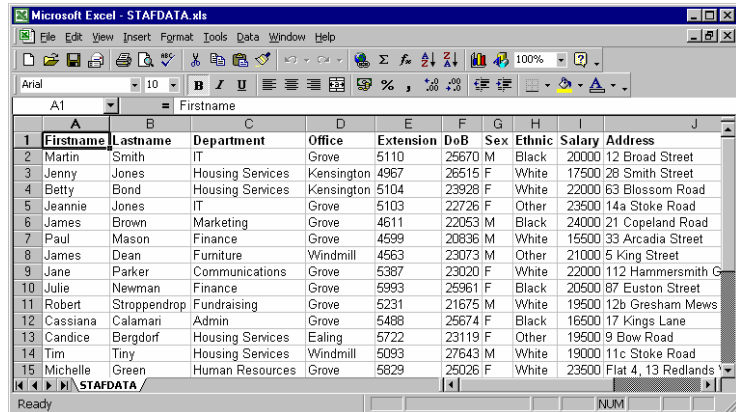 Microsoft Excel - STAFDATA.xls
File Edit View Insert Format Tools Data Window Help
100%
Arial 10 B I U % ,
A1 = Firstname
A B C D E F G H I J
1 Firstname Lastname Department Office Extension DoB Sex Ethnic Salary Address
2 Martin Smith IT Grove 5110 25670 M Black 20000 12 Broad Street
3 Jenny Jones Housing Services Kensington 4967 26515 F White 17500 28 Smith Street
4 Betty Bond Housing Services Kensington 5104 23928 F White 22000 63 Blossom Road
5 Jeannie Jones IT Grove 5103 22726 F Other 23500 14a Stoke Road
6 James Brown Marketing Grove 4611 22053 M Black 24000 21 Copeland Road
7 Paul Mason Finance Grove 4599 20836 M White 15500 33 Arcadia Street
8 James Dean Furniture Windmill 4563 23073 M Other 21000 5 King Street
9 Jane Parker Communications Grove 5387 23020 F White 22000 112 Hammersmith G
10 Julie Newman Finance Grove 5993 25961 F Black 20500 87 Euston Street
11 Robert Stroppendrop Fundraising Grove 5231 21675 M White 19500 12b Gresham Mews
12 Cassiana Calamari Admin Grove 5488 25674 F Black 16500 17 Kings Lane
13 Candice Bergdorf Housing Services Ealing 5722 23119 F Other 19500 9 Bow Road
14 Tim Tiny Housing Services Windmill 5093 27643 M White 19000 11c Stoke Road
15 Michelle Green Human Resources Grove 5829 25026 F White 23500 Flat 4, 13 Redlands
STAFDATA
Ready NUM